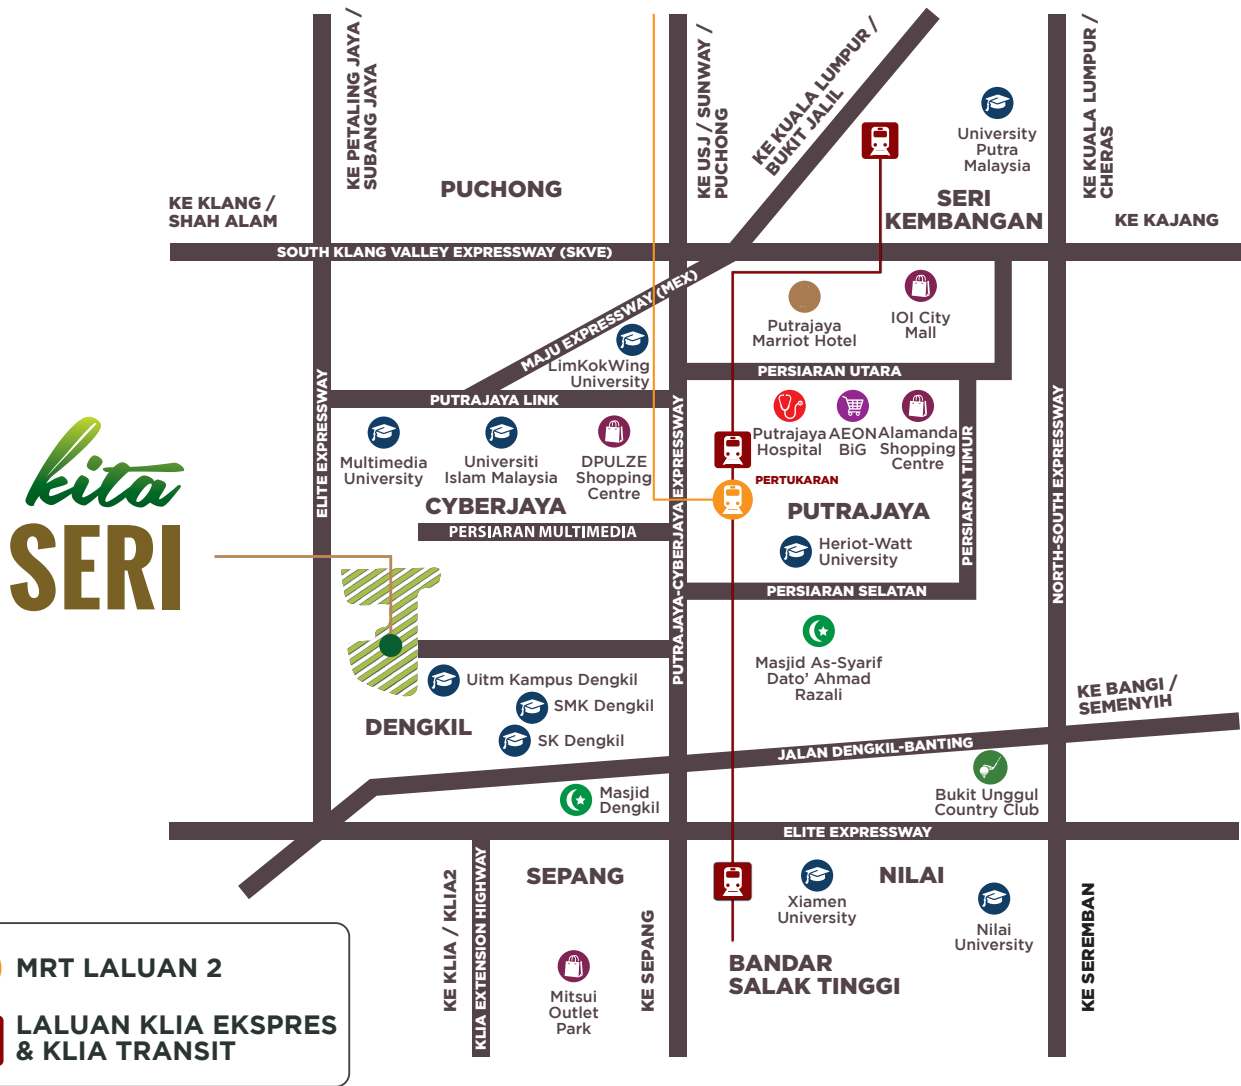 KE PETALING JAYA /
SUBANG JAYA
KE USJ / SUNWAY /
PUCHONG
KE KUALA LUMPUR /
BUKIT JALIL
KE KUALA LUMPUR /
CHERAS
University
Putra
Malaysia
PUCHONG
KE KLANG /
SHAH ALAM
SERI
KEMBANGAN
KE KAJANG
SOUTH KLANG VALLEY EXPRESSWAY (SKVE)
MAJU EXPRESSWAY (MEX)
Putrajaya
Marriot Hotel
IOI City
Mall
LimKokWing
University
PERSIARAN UTARA
PUTRAJAYA LINK
ELITE EXPRESSWAY
PUTRAJAYA-CYBERJAYA EXPRESSWAY
PERSIARAN TIMUR
NORTH-SOUTH EXPRESSWAY
Multimedia
University
Universiti
Islam Malaysia
DPULZE
Shopping
Centre
Putrajaya
Hospital
AEON
BiG
Alamanda
Shopping
Centre
PERTUKARAN
CYBERJAYA
PUTRAJAYA
PERSIARAN MULTIMEDIA
Heriot-Watt
University
kita
SERI
PERSIARAN SELATAN
Masjid As-Syarif
Dato' Ahmad
Razali
Uitm Kampus Dengkil
SMK Dengkil
SK Dengkil
DENGKIL
KE BANGI /
SEMENYIH
JALAN DENGKIL-BANTING
Masjid
Dengkil
Bukit Unggul
Country Club
ELITE EXPRESSWAY
KE KLIA / KLIA2
KLIA EXTENSION HIGHWAY
SEPANG
KE SEPANG
Xiamen
University
NILAI
Nilai
University
KE SEREMBAN
Mitsui
Outlet
Park
BANDAR
SALAK TINGGI
MRT LALUAN 2
LALUAN KLIA EKSPRES
& KLIA TRANSIT